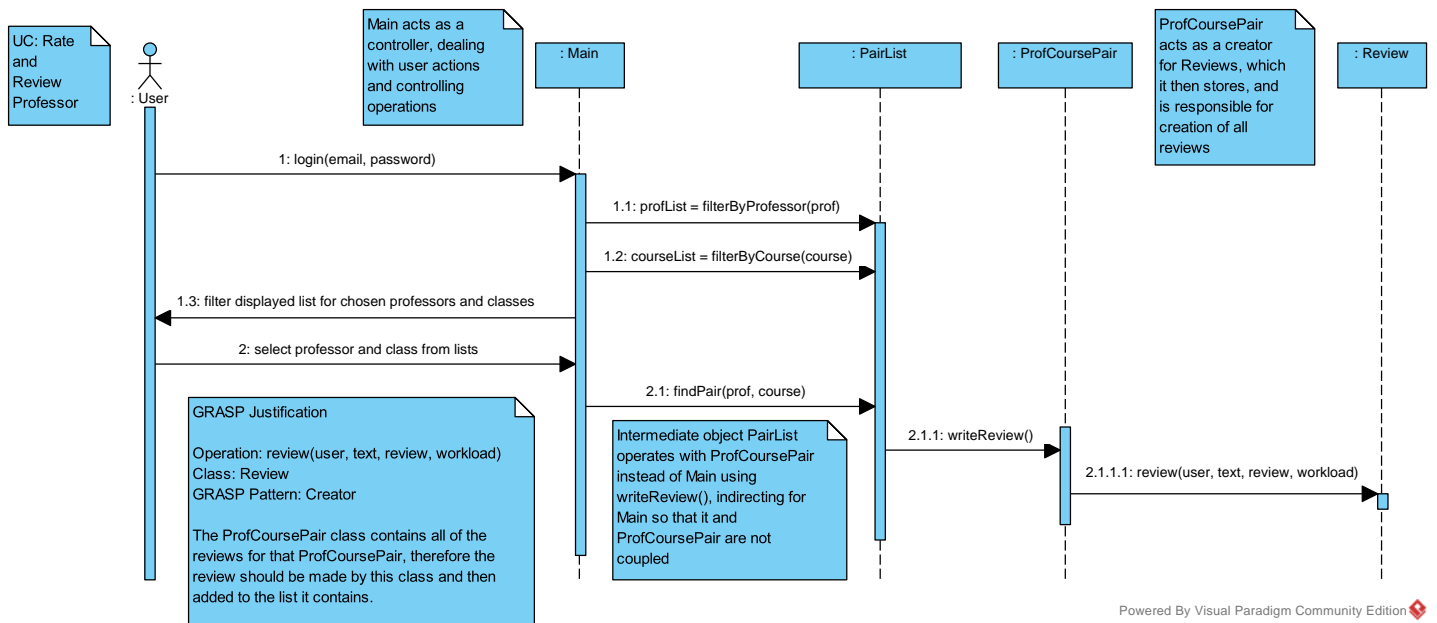 UC: Rate
and
Review
Professor
: User
Main acts as a
controller, dealing
with user actions
and controlling
operations
: Main
: PairList
: ProfCoursePair
ProfCoursePair
acts as a creator
for Reviews, which
it then stores, and
is responsible for
creation of all
reviews
: Review
1: login(email, password)
1.1: profList = filterByProfessor(prof)
1.2: courseList = filterByCourse(course)
1.3: filter displayed list for chosen professors and classes
2: select professor and class from lists
2.1: findPair(prof, course)
GRASP Justification
Operation: review(user, text, review, workload)
Class: Review
GRASP Pattern: Creator
The ProfCoursePair class contains all of the
reviews for that ProfCoursePair, therefore the
review should be made by this class and then
added to the list it contains.
Intermediate object PairList
operates with ProfCoursePair
instead of Main using
writeReview(), indirecting for
Main so that it and
ProfCoursePair are not
coupled
2.1.1: writeReview()
2.1.1.1: review(user, text, review, workload)
Powered By Visual Paradigm Community Edition